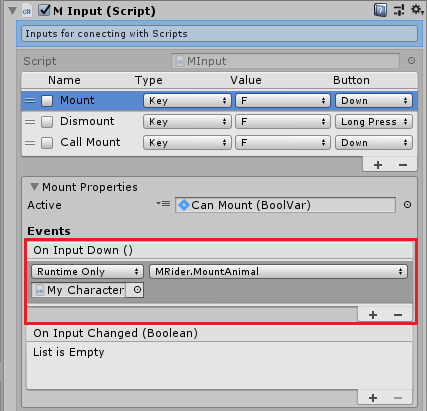 M Input (Script)
Inputs for conecting with Scripts
Script MInput
Name Type Value Button
Mount Key F Down
Dismount Key F Long Press
Call Mount Key F Down
+ −
Mount Properties
Active Can Mount (BoolVar)
Events
On Input Down ()
Runtime Only MRider.MountAnimal
My Character
+ −
On Input Changed (Boolean)
List is Empty
+ −